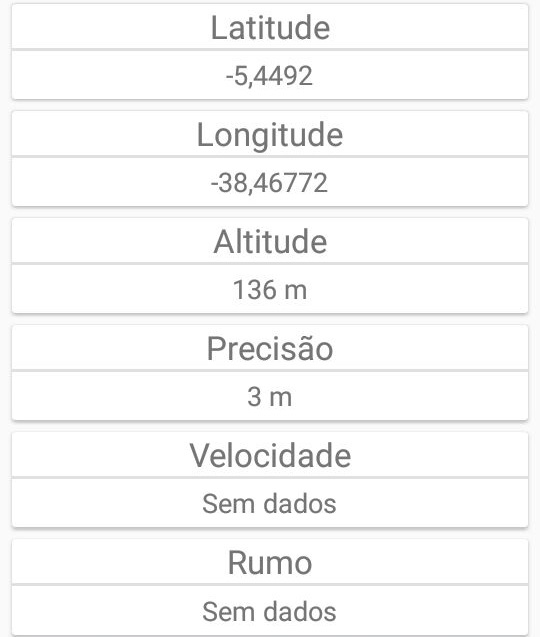 Latitude
-5,4492
Longitude
-38,46772
Altitude
136 m
Precisão
3 m
Velocidade
Sem dados
Rumo
Sem dados